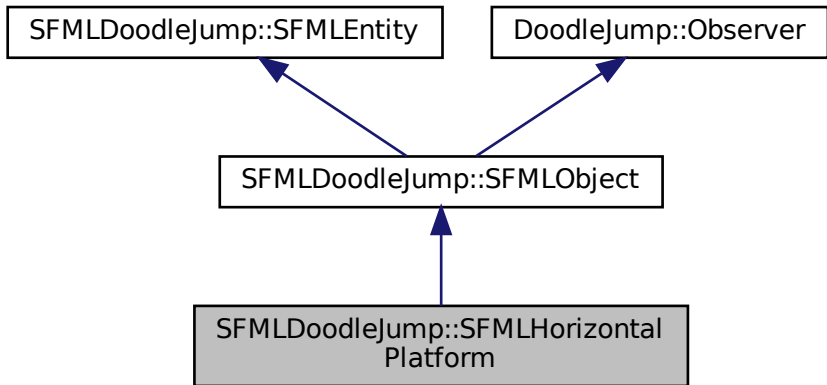 SFMLDoodleJump::SFMLEntity
DoodleJump::Observer
SFMLDoodleJump::SFMLObject
SFMLDoodleJump::SFMLHorizontal
Platform